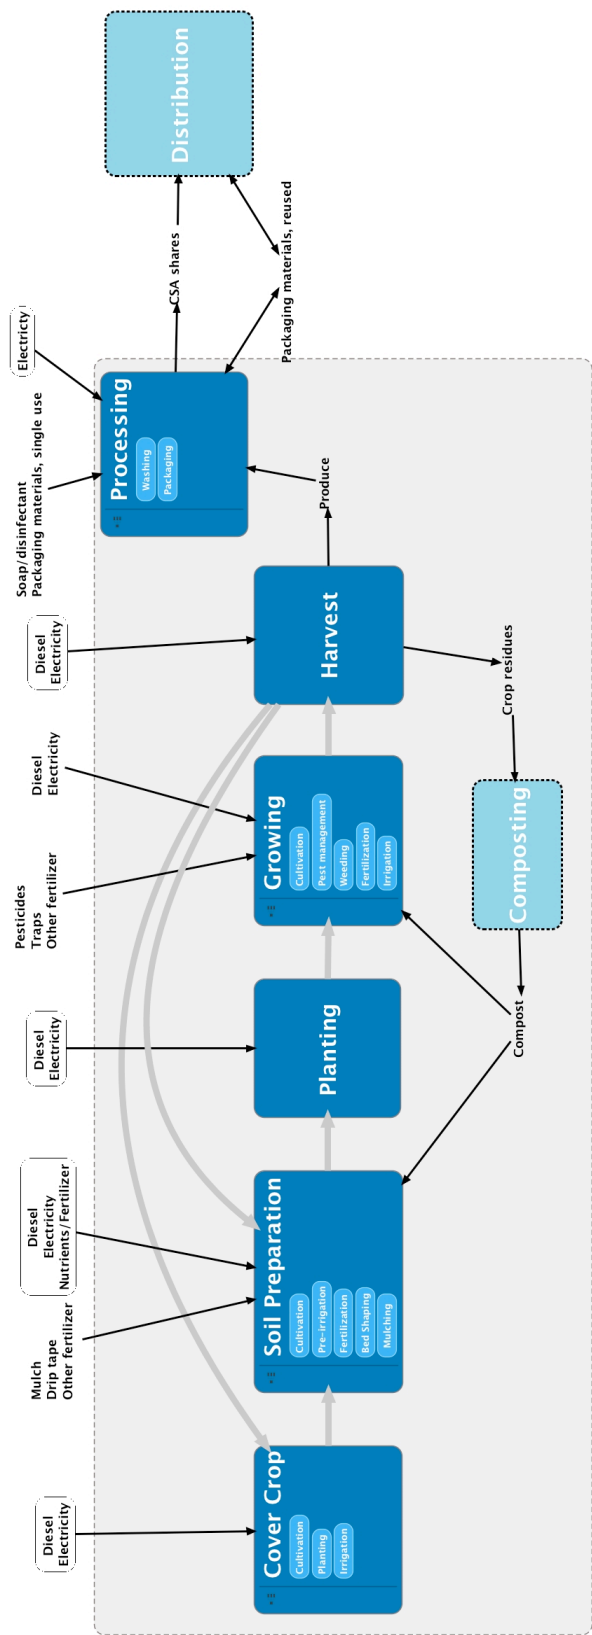 Diesel
Electricity
Cover Crop
Cultivation
Planting
Irrigation
Mulch
Drip tape
Other fertilizer
Diesel
Electricity
Nutrients/Fertilizer
Soil Preparation
Cultivation
Pre-irrigation
Fertilization
Bed Shaping
Mulching
Diesel
Electricity
Planting
Pesticides
Traps
Other fertilizer
Diesel
Electricity
Growing
Cultivation
Pest management
Weeding
Fertilization
Irrigation
Compost
Composting
Crop residues
Diesel
Electricity
Harvest
Produce
Soap/disinfectant
Packaging materials, single use
Electricty
Processing
Washing
Packaging
CSA shares
Packaging materials, reused
Distribution